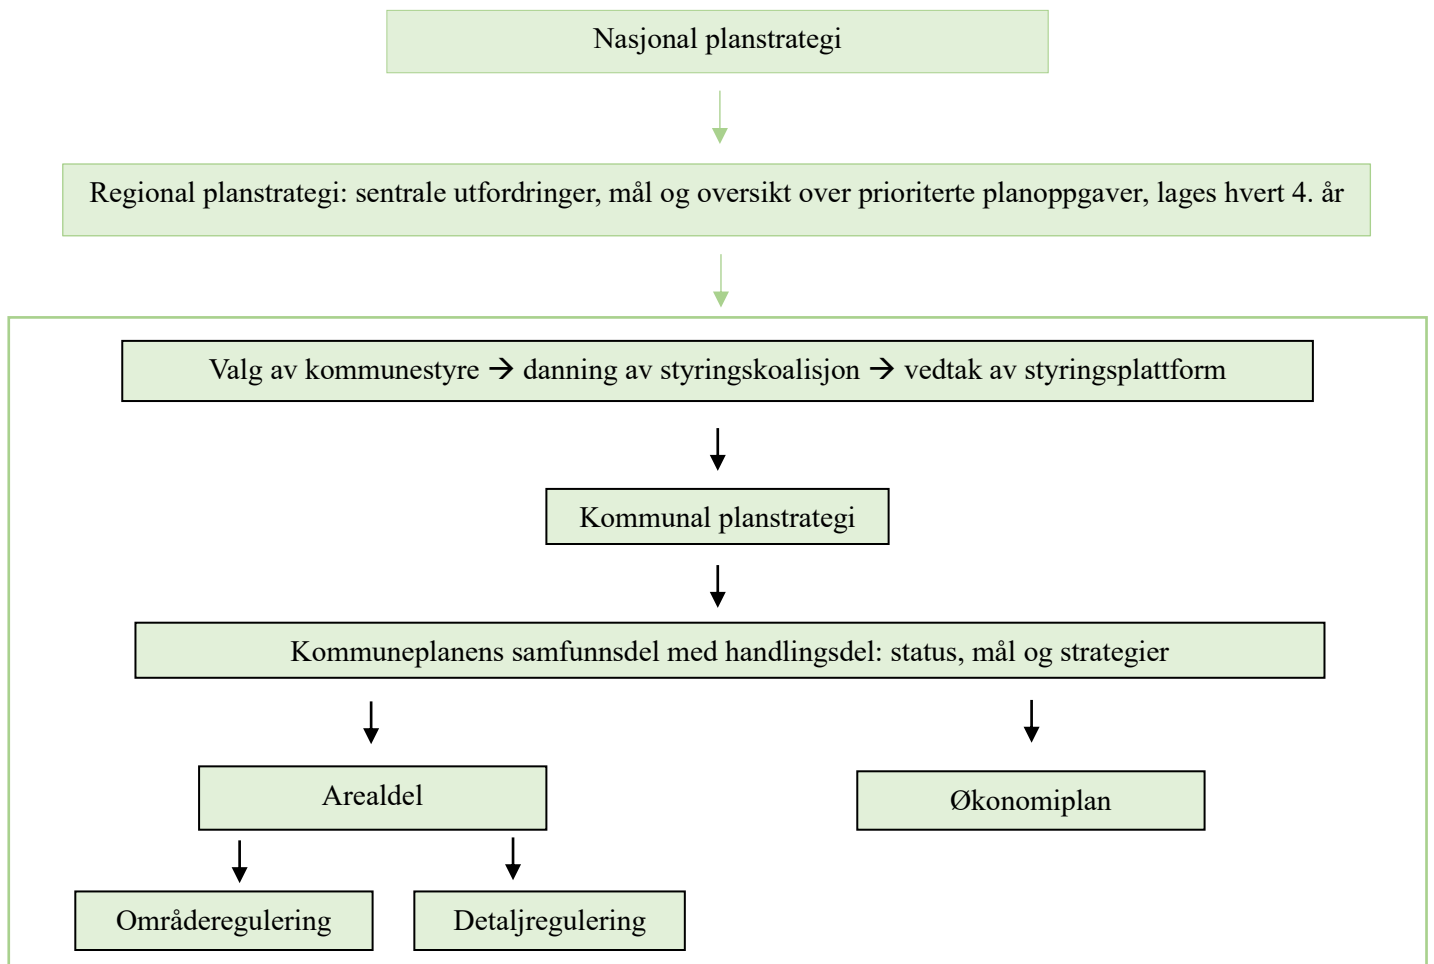 Nasjonal planstrategi
Regional planstrategi: sentrale utfordringer, mål og oversikt over prioriterte planoppgaver, lages hvert 4. år
Valg av kommunestyre → danning av styringskoalisjon → vedtak av styringsplattform
Kommunal planstrategi
Kommuneplanens samfunnsdel med handlingsdel: status, mål og strategier
Arealdel
Økonomiplan
Områderegulering
Detaljregulering